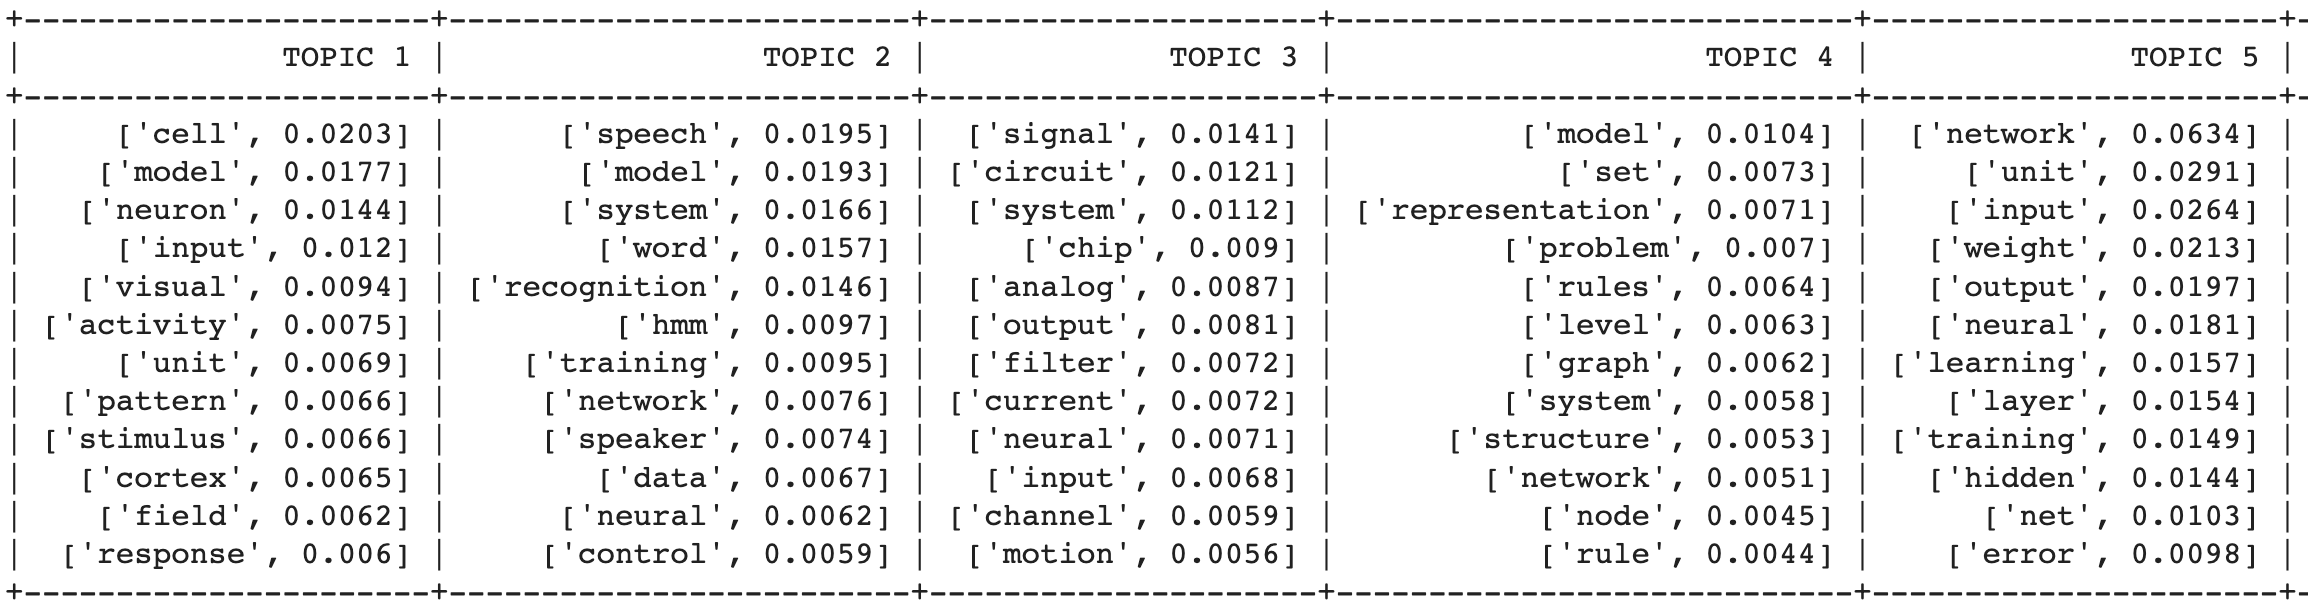 +----------------------+-------------------------+---------------------+----------------------------+----------------------+-
|              TOPIC 1 |                 TOPIC 2 |             TOPIC 3 |                    TOPIC 4 |              TOPIC 5 |
+----------------------+-------------------------+---------------------+----------------------------+----------------------+-
|     ['cell', 0.0203] |      ['speech', 0.0195] |  ['signal', 0.0141] |          ['model', 0.0104] |  ['network', 0.0634] |
|    ['model', 0.0177] |       ['model', 0.0193] | ['circuit', 0.0121] |            ['set', 0.0073] |     ['unit', 0.0291] |
|   ['neuron', 0.0144] |      ['system', 0.0166] |  ['system', 0.0112] | ['representation', 0.0071] |    ['input', 0.0264] |
|     ['input', 0.012] |        ['word', 0.0157] |     ['chip', 0.009] |         ['problem', 0.007] |   ['weight', 0.0213] |
|   ['visual', 0.0094] | ['recognition', 0.0146] |  ['analog', 0.0087] |          ['rules', 0.0064] |   ['output', 0.0197] |
| ['activity', 0.0075] |         ['hmm', 0.0097] |  ['output', 0.0081] |          ['level', 0.0063] |   ['neural', 0.0181] |
|     ['unit', 0.0069] |    ['training', 0.0095] |  ['filter', 0.0072] |          ['graph', 0.0062] | ['learning', 0.0157] |
|  ['pattern', 0.0066] |     ['network', 0.0076] | ['current', 0.0072] |         ['system', 0.0058] |    ['layer', 0.0154] |
| ['stimulus', 0.0066] |     ['speaker', 0.0074] |  ['neural', 0.0071] |      ['structure', 0.0053] | ['training', 0.0149] |
|   ['cortex', 0.0065] |        ['data', 0.0067] |   ['input', 0.0068] |        ['network', 0.0051] |   ['hidden', 0.0144] |
|    ['field', 0.0062] |      ['neural', 0.0062] | ['channel', 0.0059] |           ['node', 0.0045] |      ['net', 0.0103] |
|  ['response', 0.006] |     ['control', 0.0059] |  ['motion', 0.0056] |           ['rule', 0.0044] |    ['error', 0.0098] |
+----------------------+-------------------------+---------------------+----------------------------+----------------------+-